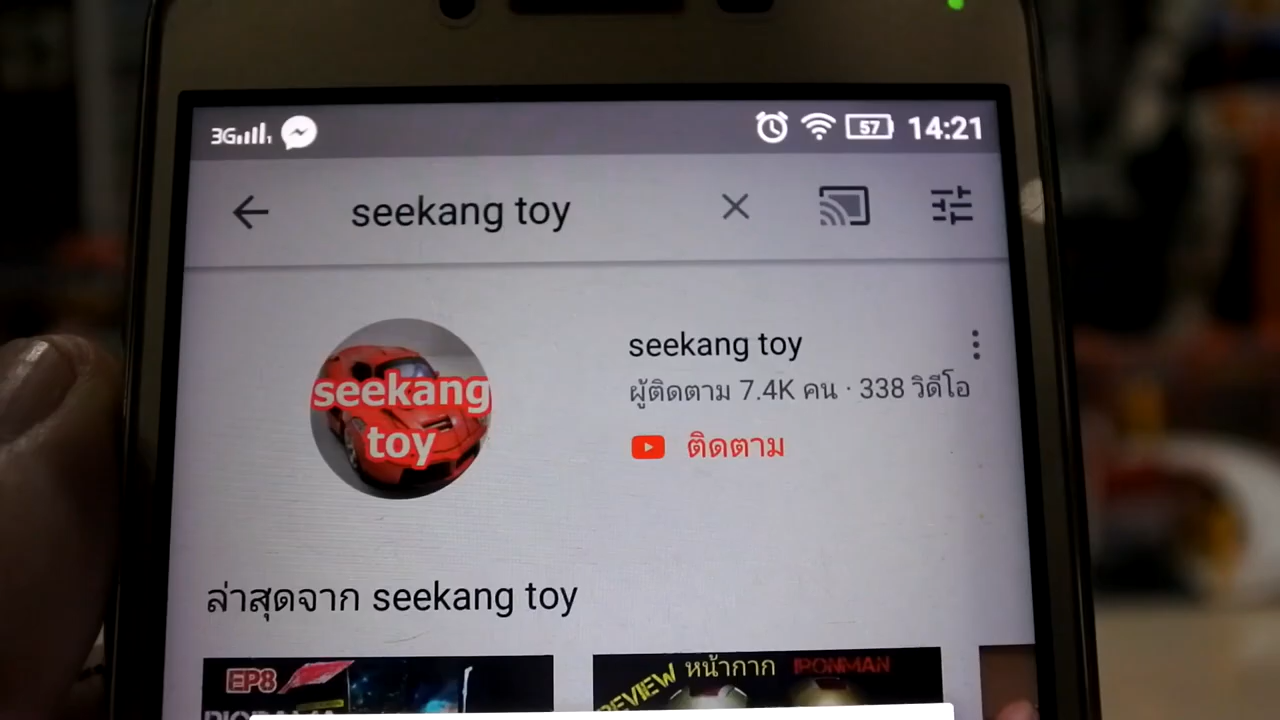 3G 57 14:21
seekang toy
seekang
toy
seekang toy
ผู้ติดตาม 7.4K คน · 338 วิดีโอ
ติดตาม
ล่าสุดจาก seekang toy
EP8
DIORAMA
REVIEW หน้ากาก IRONMAN